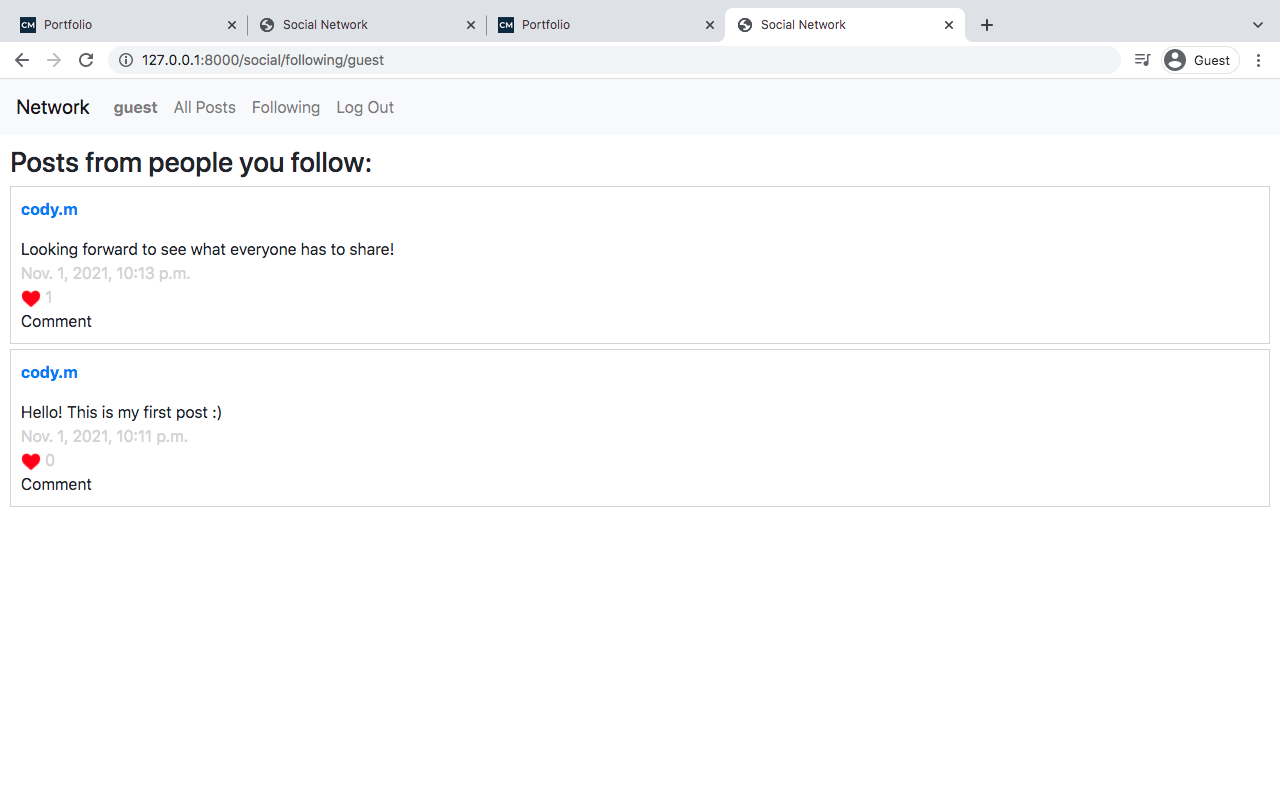 CM Portfolio
Social Network
CM Portfolio
Social Network
127.0.0.1:8000/social/following/guest
Guest
Network guest All Posts Following Log Out
Posts from people you follow:
cody.m
Looking forward to see what everyone has to share!
Nov. 1, 2021, 10:13 p.m.
1
Comment
cody.m
Hello! This is my first post :)
Nov. 1, 2021, 10:11 p.m.
0
Comment